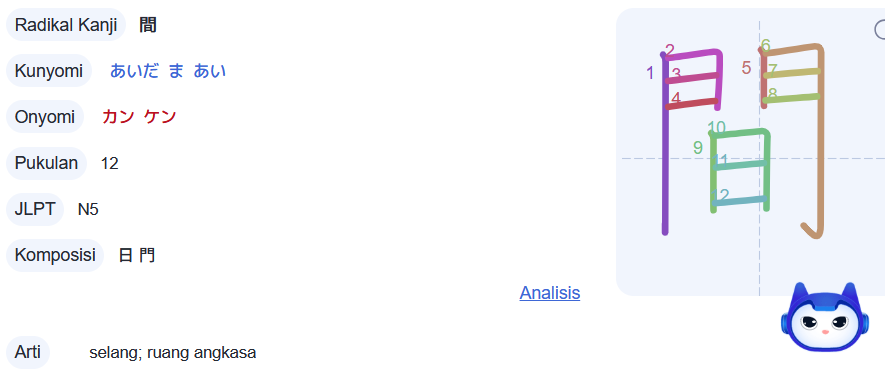 Radikal Kanji 間
Kunyomi あいだ ま あい
Onyomi カン ケン
Pukulan 12
JLPT N5
Komposisi 日 門
Analisis
Arti selang; ruang angkasa
1 2 3 4 5 6 7 8 9 10 11 12